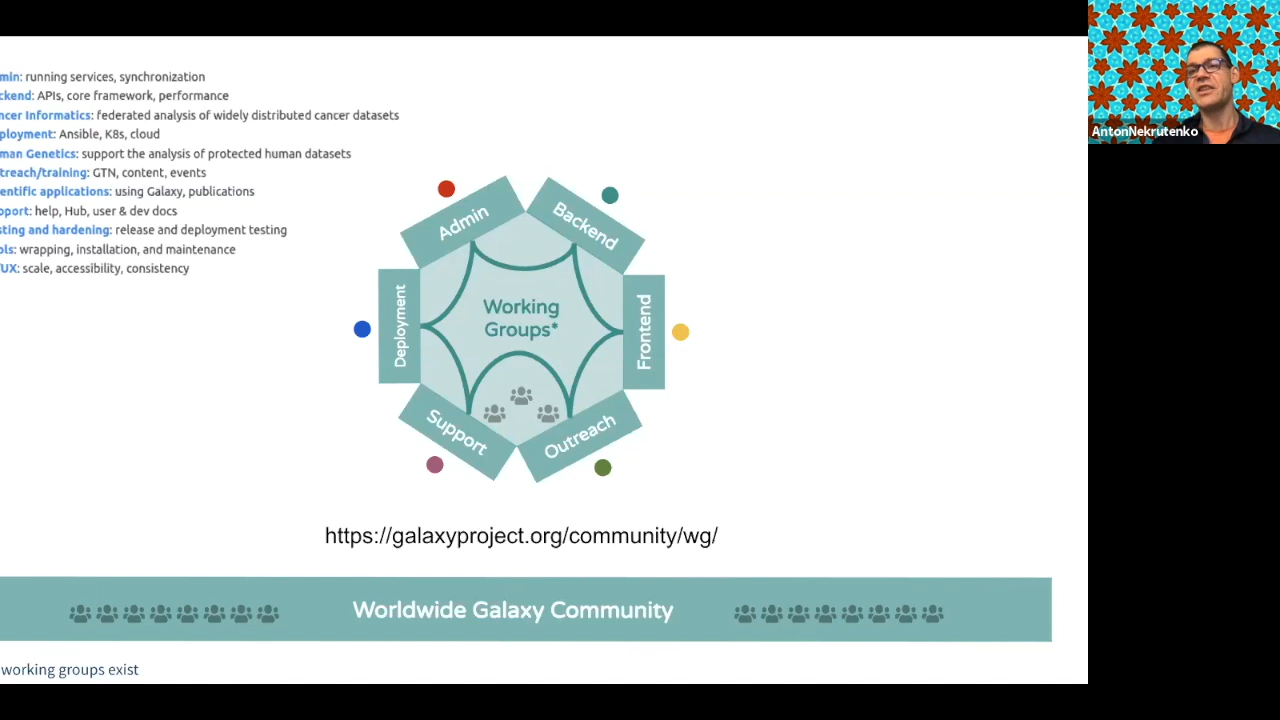 min: running services, synchronization
ckend: APIs, core framework, performance
ncer Informatics: federated analysis of widely distributed cancer datasets
ployment: Ansible, K8s, cloud
man Genetics: support the analysis of protected human datasets
treach/training: GTN, content, events
entific applications: using Galaxy, publications
pport: help, Hub, user & dev docs
sting and hardening: release and deployment testing
ols: wrapping, installation, and maintenance
/UX: scale, accessibility, consistency
Admin
Backend
Deployment
Working
Groups*
Frontend
Support
Outreach
https://galaxyproject.org/community/wg/
Worldwide Galaxy Community
working groups exist
AntonNekrutenko